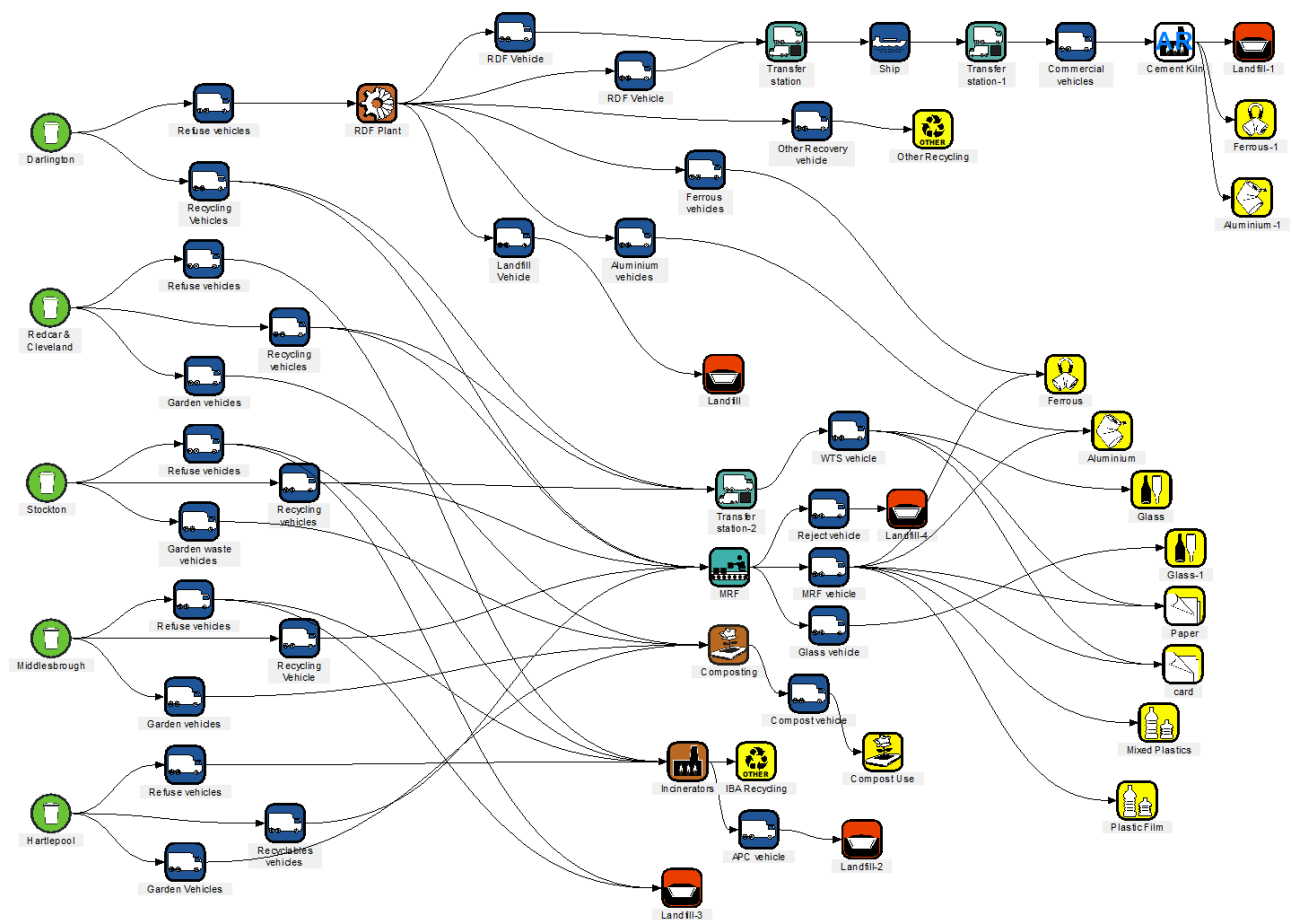 RDF Vehicle
Transfer
station
Ship
Transfer
station-1
Commercial
vehicles
AR
Cement Kiln
Landfill-1
RDF Vehicle
Refuse vehicles
RDF Plant
Other Recovery
vehicle
OTHER
Other Recycling
Ferrous-1
Darlington
Recycling
Vehicles
Ferrous
vehicles
Aluminium-1
Refuse vehicles
Landfill
Vehicle
Aluminium
vehicles
Redcar &
Cleveland
Recycling
vehicles
Garden vehicles
Landfill
Ferrous
Refuse vehicles
WTS vehicle
Aluminium
Stockton
Recycling
vehicles
Transfer
station-2
Glass
Garden waste
vehicles
Reject vehicle
Landfill-4
Glass-1
MRF
MRF vehicle
Refuse vehicles
Paper
Middlesbrough
Recycling
Vehicle
Composting
Glass vehicle
card
Garden vehicles
Compost vehicle
Mixed Plastics
Refuse vehicles
Incinerators
OTHER
IBA Recycling
Compost Use
Plastic Film
Hartlepool
Recyclables
vehicles
APC vehicle
Landfill-2
Garden Vehicles
Landfill-3